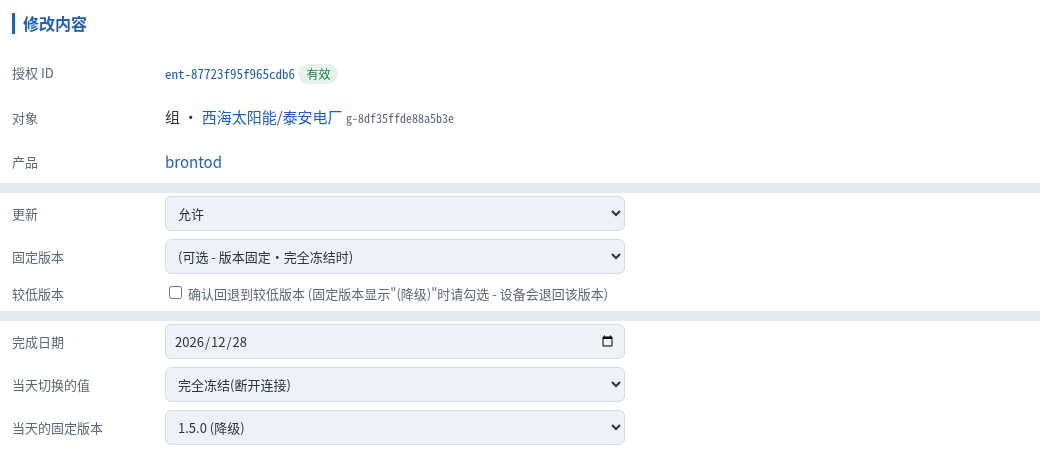 修改内容
授权 ID ent-87723f95f965cdb6 有效
对象 组 · 西海太阳能/泰安电厂 g-8df35ffde88a5b3e
产品 brontod
更新 允许
固定版本 (可选 - 版本固定・完全冻结时)
较低版本 确认回退到较低版本 (固定版本显示"(降级)"时请勾选 - 设备会退回该版本)
完成日期 2026/12/28
当天切换的值 完全冻结(断开连接)
当天的固定版本 1.5.0 (降级)